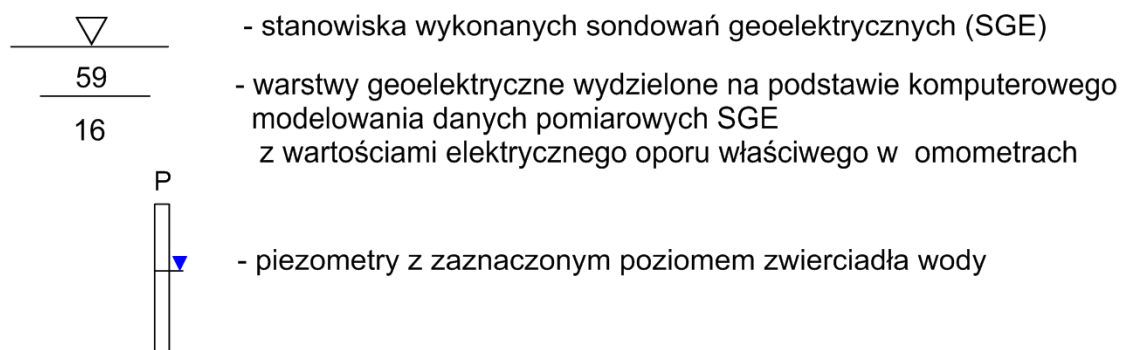 - stanowiska wykonanych sondowań geoelektrycznych (SGE)
59
- warstwy geoelektryczne wydzielone na podstawie komputerowego
16
modelowania danych pomiarowych SGE
z wartościami elektrycznego oporu właściwego w omometrach
P
- piezometry z zaznaczonym poziomem zwierciadła wody